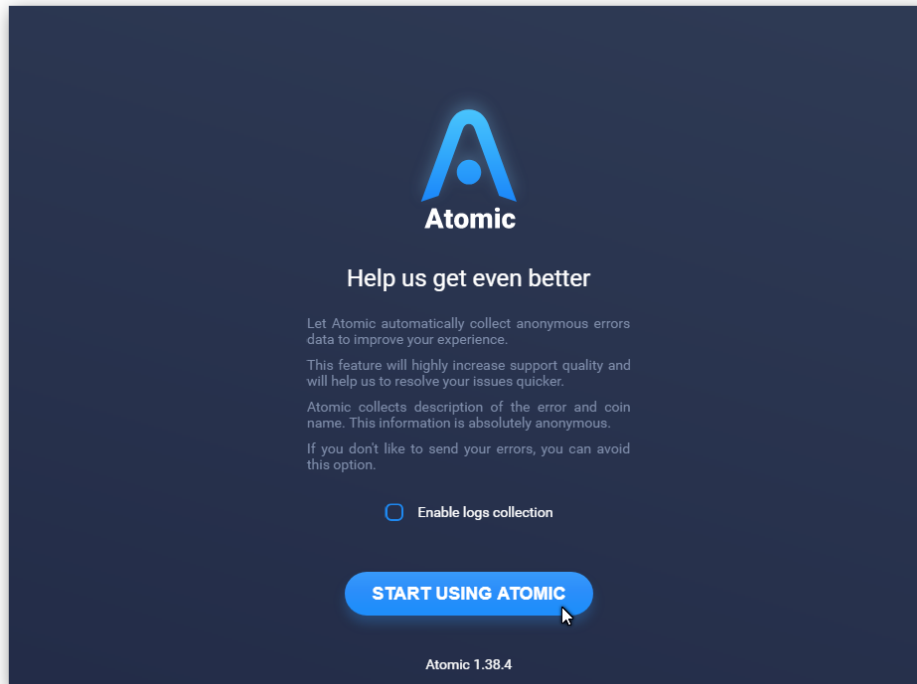 Atomic
Help us get even better
Let Atomic automatically collect anonymous errors
data to improve your experience.
This feature will highly increase support quality and
will help us to resolve your issues quicker.
Atomic collects description of the error and coin
name. This information is absolutely anonymous.
If you don't like to send your errors, you can avoid
this option.
Enable logs collection
START USING ATOMIC
Atomic 1.38.4